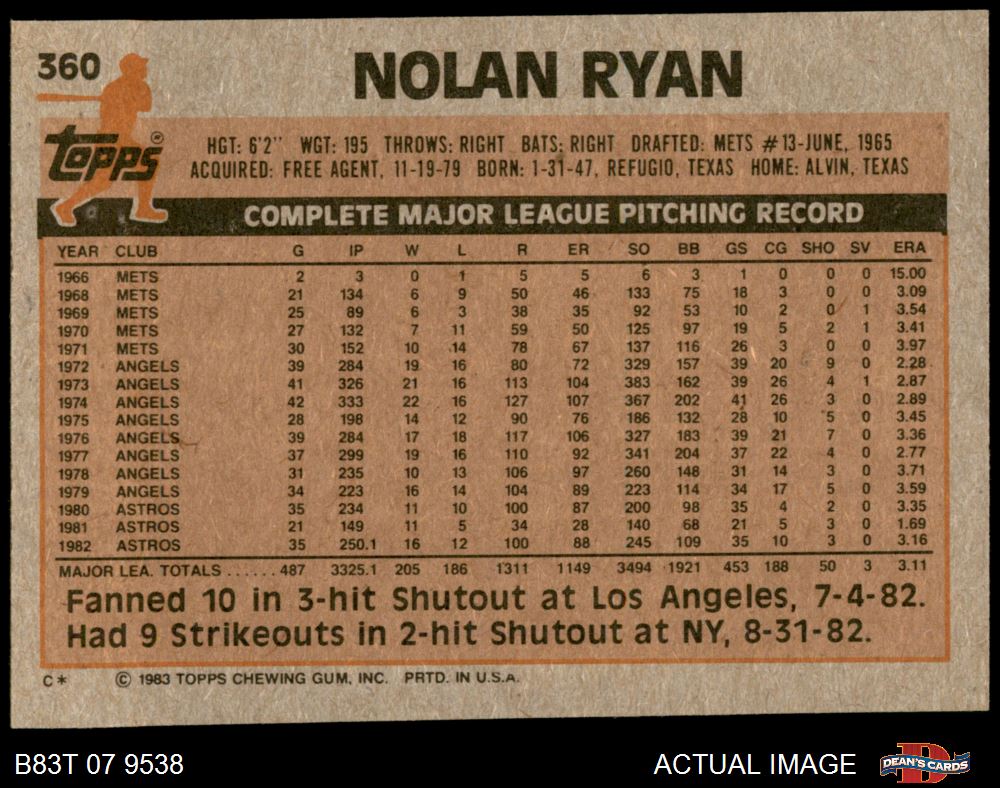 360
NOLAN RYAN
topps®
HGT: 6'2" WGT: 195 THROWS: RIGHT BATS: RIGHT DRAFTED: METS #13-JUNE, 1965
ACQUIRED: FREE AGENT, 11-19-79 BORN: 1-31-47, REFUGIO, TEXAS HOME: ALVIN, TEXAS
COMPLETE MAJOR LEAGUE PITCHING RECORD
YEAR CLUB G IP W L R ER SO BB GS CG SHO SV ERA
1966 METS 2 3 0 1 5 5 6 3 1 0 0 0 15.00
1968 METS 21 134 6 9 50 46 133 75 18 3 0 0 3.09
1969 METS 25 89 6 3 38 35 92 53 10 2 0 1 3.54
1970 METS 27 132 7 11 59 50 125 97 19 5 2 1 3.41
1971 METS 30 152 10 14 78 67 137 116 26 3 0 0 3.97
1972 ANGELS 39 284 19 16 80 72 329 157 39 20 9 0 2.28
1973 ANGELS 41 326 21 16 113 104 383 162 39 26 4 1 2.87
1974 ANGELS 42 333 22 16 127 107 367 202 41 26 3 0 2.89
1975 ANGELS 28 198 14 12 90 76 186 132 28 10 5 0 3.45
1976 ANGELS 39 284 17 18 117 106 327 183 39 21 7 0 3.36
1977 ANGELS 37 299 19 16 110 92 341 204 37 22 4 0 2.77
1978 ANGELS 31 235 10 13 106 97 260 148 31 14 3 0 3.71
1979 ANGELS 34 223 16 14 104 89 223 114 34 17 5 0 3.59
1980 ASTROS 35 234 11 10 100 87 200 98 35 4 2 0 3.35
1981 ASTROS 21 149 11 5 34 28 140 68 21 5 3 0 1.69
1982 ASTROS 35 250.1 16 12 100 88 245 109 35 10 3 0 3.16
MAJOR LEA. TOTALS ...... 487 3325.1 205 186 1311 1149 3494 1921 453 188 50 3 3.11
Fanned 10 in 3-hit Shutout at Los Angeles, 7-4-82.
Had 9 Strikeouts in 2-hit Shutout at NY, 8-31-82.
C* © 1983 TOPPS CHEWING GUM, INC. PRTD. IN U.S.A.
B83T 07 9538 ACTUAL IMAGE D DEAN'S CARDS